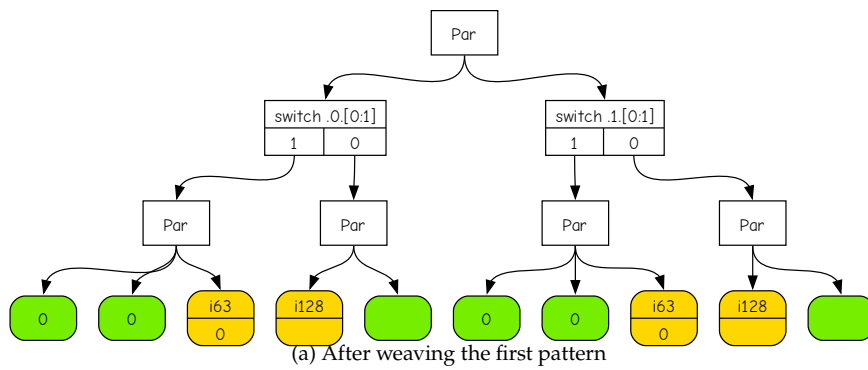 Par
switch .0.[0:1]
switch .1.[0:1]
1 0
1 0
Par
Par
Par
Par
0
0
i63
0
i128
0
0
i63
0
i128
(a) After weaving the first pattern